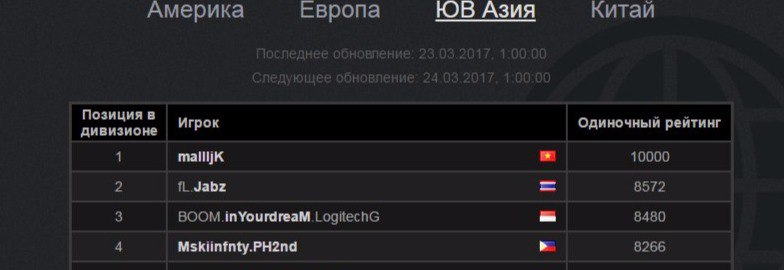 Америка Европа ЮВ Азия Китай
Последнее обновление: 23.03.2017, 1:00:00
Следующее обновление: 24.03.2017, 1:00:00
Позиция в дивизионе Игрок Одиночный рейтинг
1 mallljK 10000
2 fL.Jabz 8572
3 BOOM.inYourdreaM.LogitechG 8480
4 Mskiinfnty.PH2nd 8266